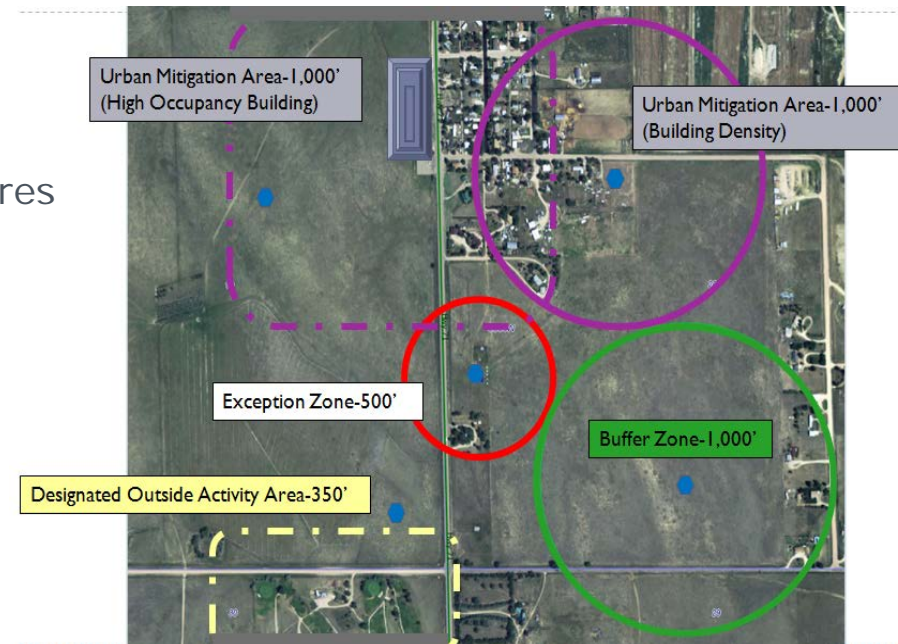 res
Urban Mitigation Area-1,000’
(High Occupancy Building)
Urban Mitigation Area-1,000’
(Building Density)
Exception Zone-500’
Buffer Zone-1,000’
Designated Outside Activity Area-350’